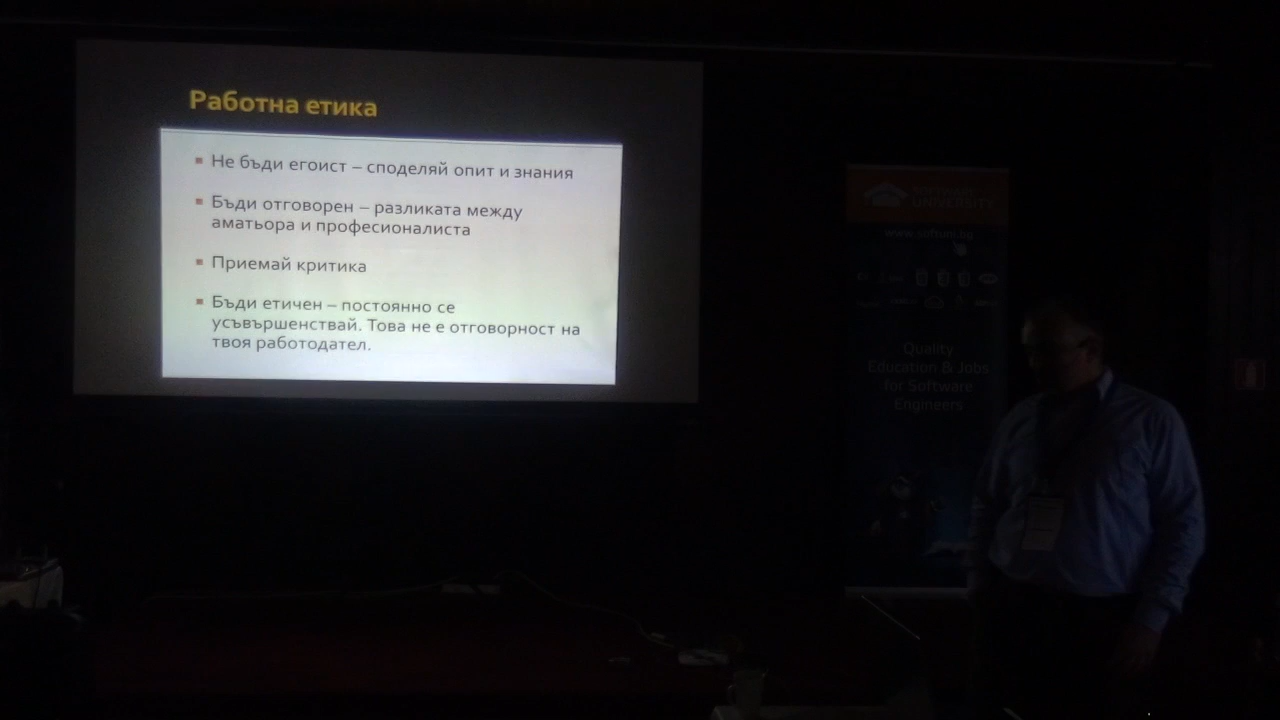 Работна етика
▪ Не бъди егоист – споделяй опит и знания
▪ Бъди отговорен – разликата между
аматьора и професионалиста
▪ Приемай критика
▪ Бъди етичен – постоянно се
усъвършенствай. Това не е отговорност на
твоя работодател.
UNIVERSITY
www.softuni.bg
Quality
Education & Jobs
for Software
Engineers